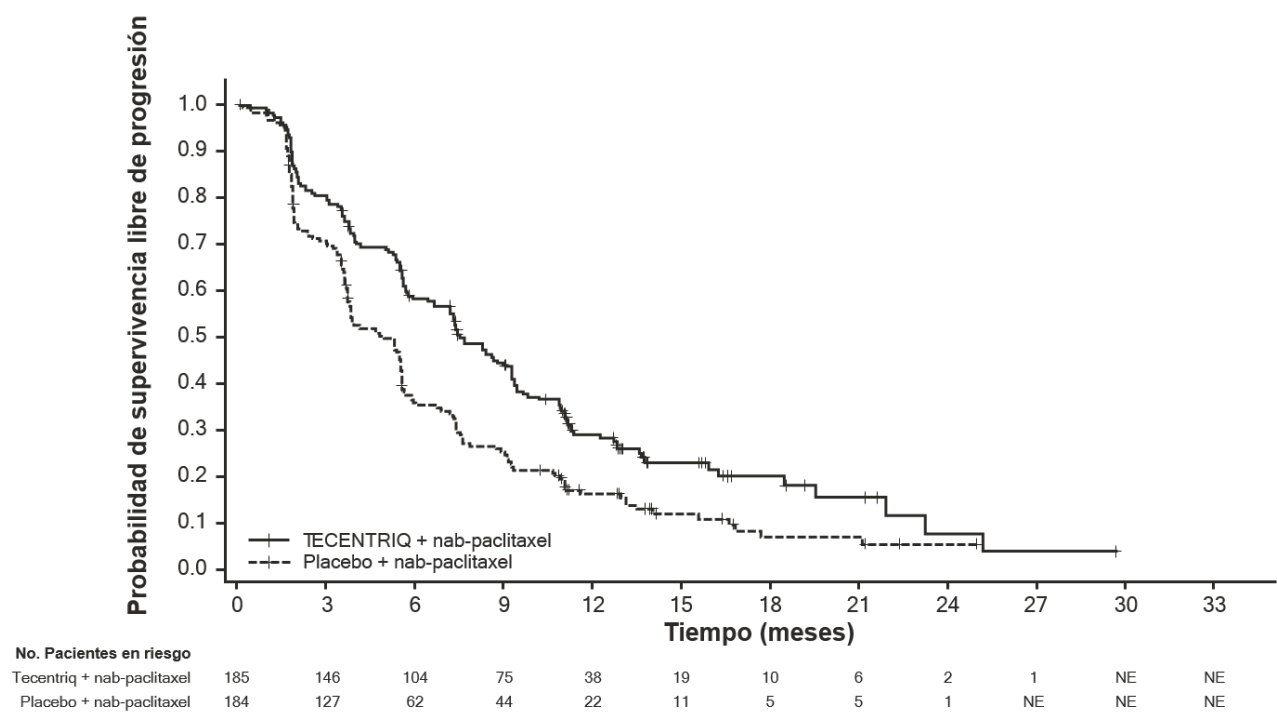 Probabilidad de supervivencia libre de progresión
1.0
0.9
0.8
0.7
0.6
0.5
0.4
0.3
0.2
0.1
0.0
TECENTRIQ + nab-paclitaxel
Placebo + nab-paclitaxel
0 3 6 9 12 15 18 21 24 27 30 33
Tiempo (meses)
No. Pacientes en riesgo
Tecentriq + nab-paclitaxel 185 146 104 75 38 19 10 6 2 1 NE NE
Placebo + nab-paclitaxel 184 127 62 44 22 11 5 5 1 NE NE NE